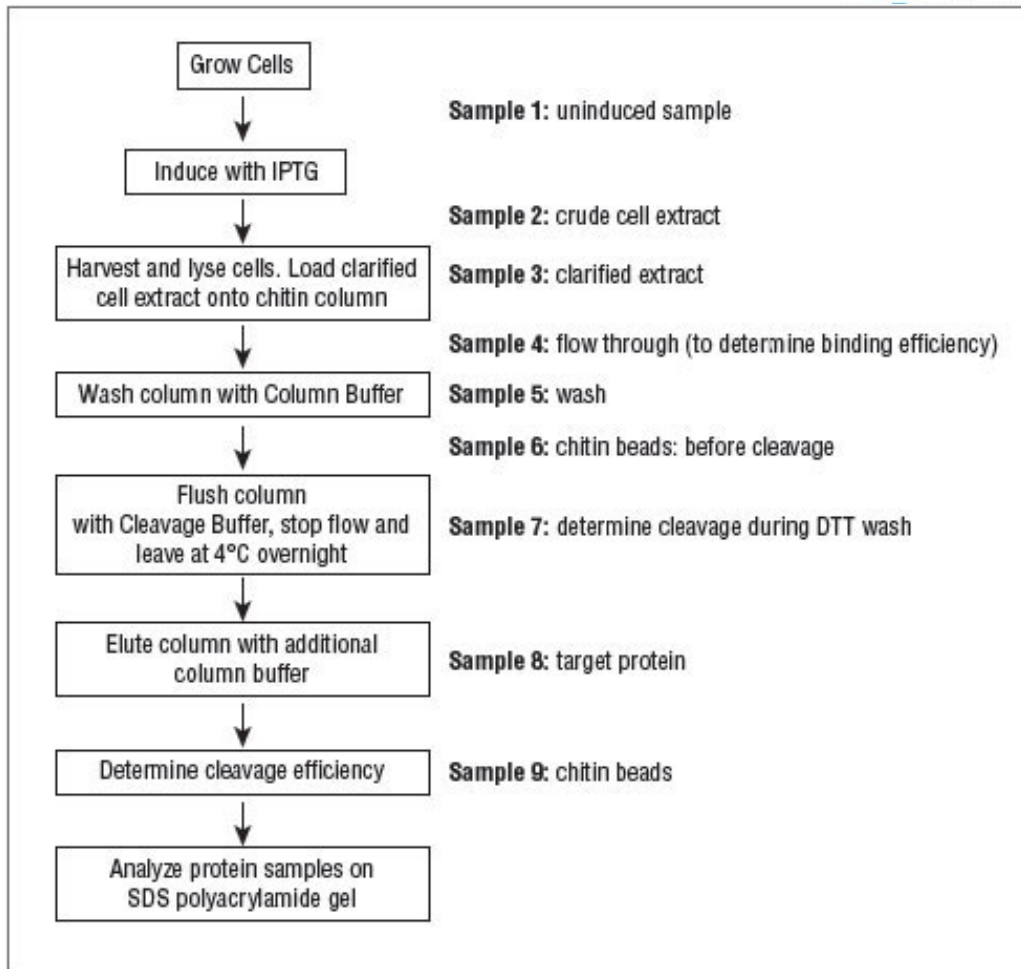 Grow Cells
Sample 1: uninduced sample
Induce with IPTG
Sample 2: crude cell extract
Harvest and lyse cells. Load clarified
cell extract onto chitin column
Sample 3: clarified extract
Sample 4: flow through (to determine binding efficiency)
Wash column with Column Buffer
Sample 5: wash
Sample 6: chitin beads: before cleavage
Flush column
with Cleavage Buffer, stop flow and
leave at 4°C overnight
Sample 7: determine cleavage during DTT wash
Elute column with additional
column buffer
Sample 8: target protein
Determine cleavage efficiency
Sample 9: chitin beads
Analyze protein samples on
SDS polyacrylamide gel